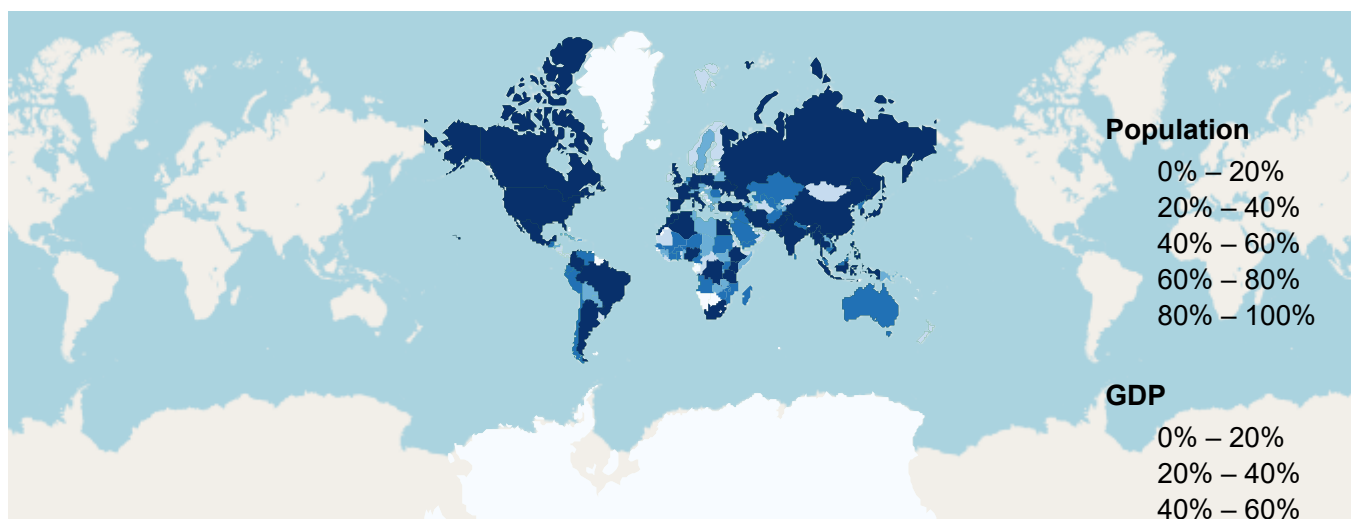 Population
0% – 20%
20% – 40%
40% – 60%
60% – 80%
80% – 100%
GDP
0% – 20%
20% – 40%
40% – 60%